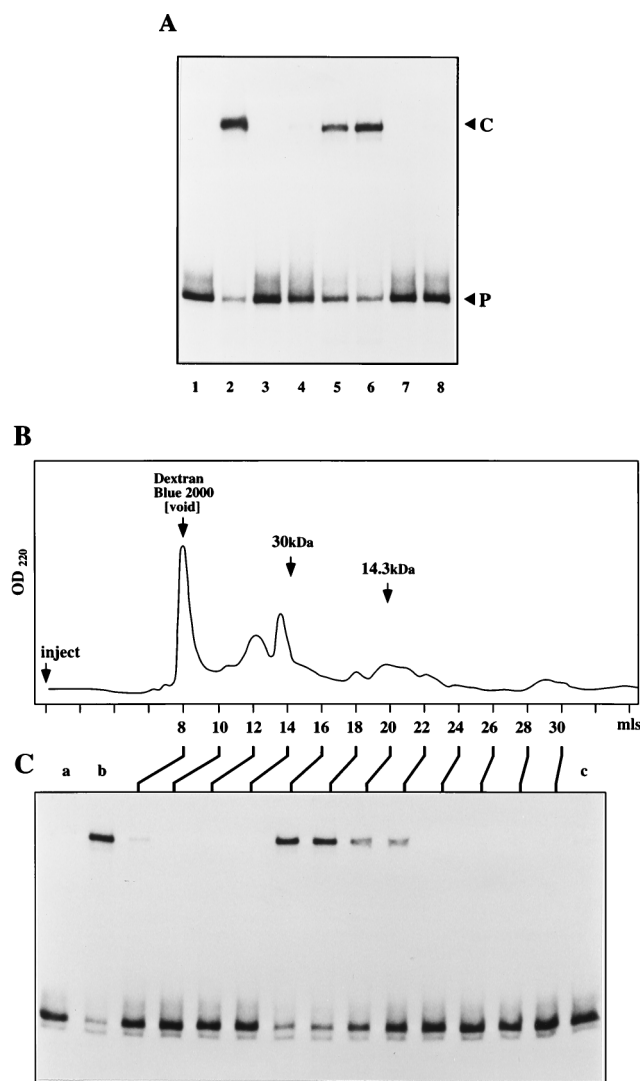 A
◄ C
◄ P
1 2 3 4 5 6 7 8
B
Dextran
Blue 2000
[void]
30kDa
14.3kDa
OD 220
inject
8 10 12 14 16 18 20 22 24 26 28 30 mls
C
a b c